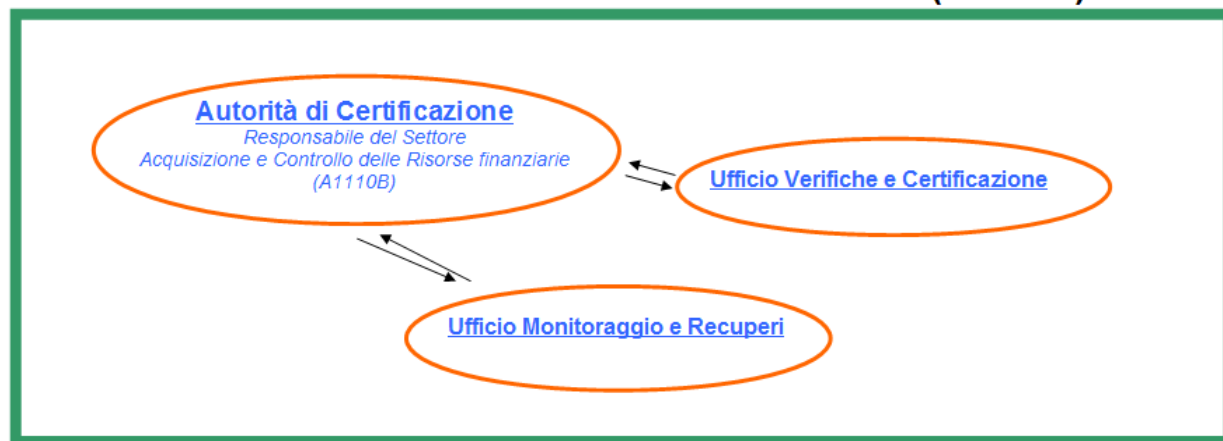 Autorità di Certificazione
Responsabile del Settore
Acquisizione e Controllo delle Risorse finanziarie
(A1110B)
Ufficio Verifiche e Certificazione
Ufficio Monitoraggio e Recuperi